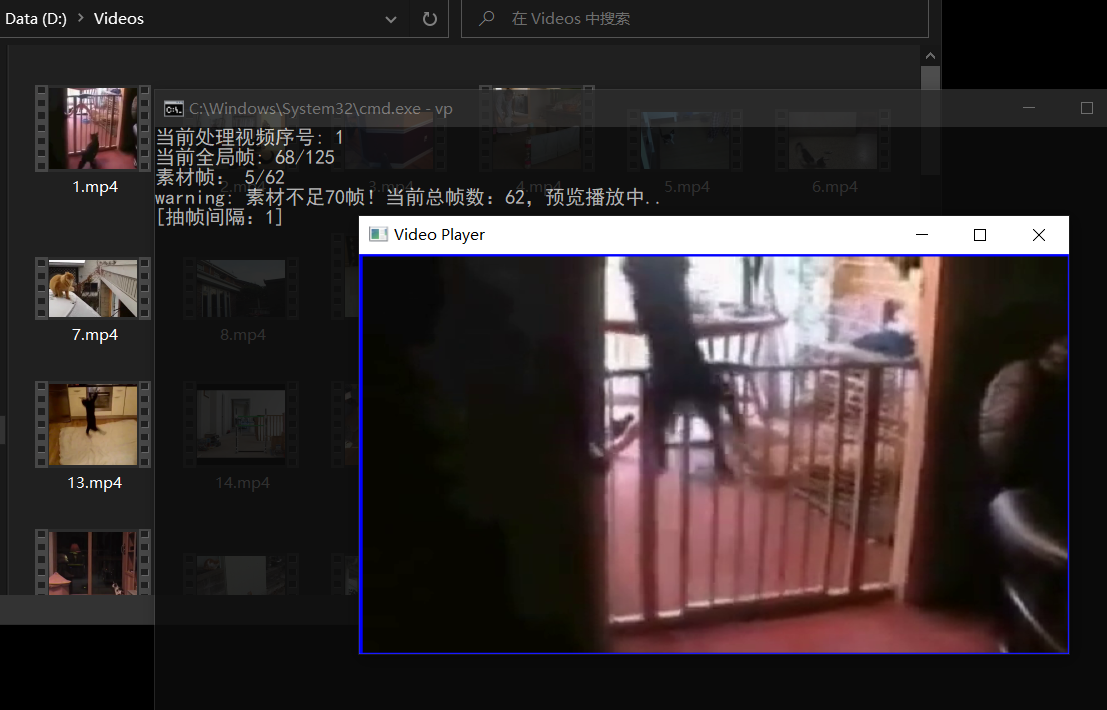 Data (D:) > Videos
在 Videos 中搜索
C:\Windows\System32\cmd.exe - vp
当前处理视频序号: 1
当前全局帧: 68/125
素材帧: 5/62
warning: 素材不足70帧! 当前总帧数: 62, 预览播放中..
[抽帧间隔: 1]
Video Player
1.mp4
2.mp4
3.mp4
4.mp4
5.mp4
6.mp4
7.mp4
8.mp4
13.mp4
14.mp4